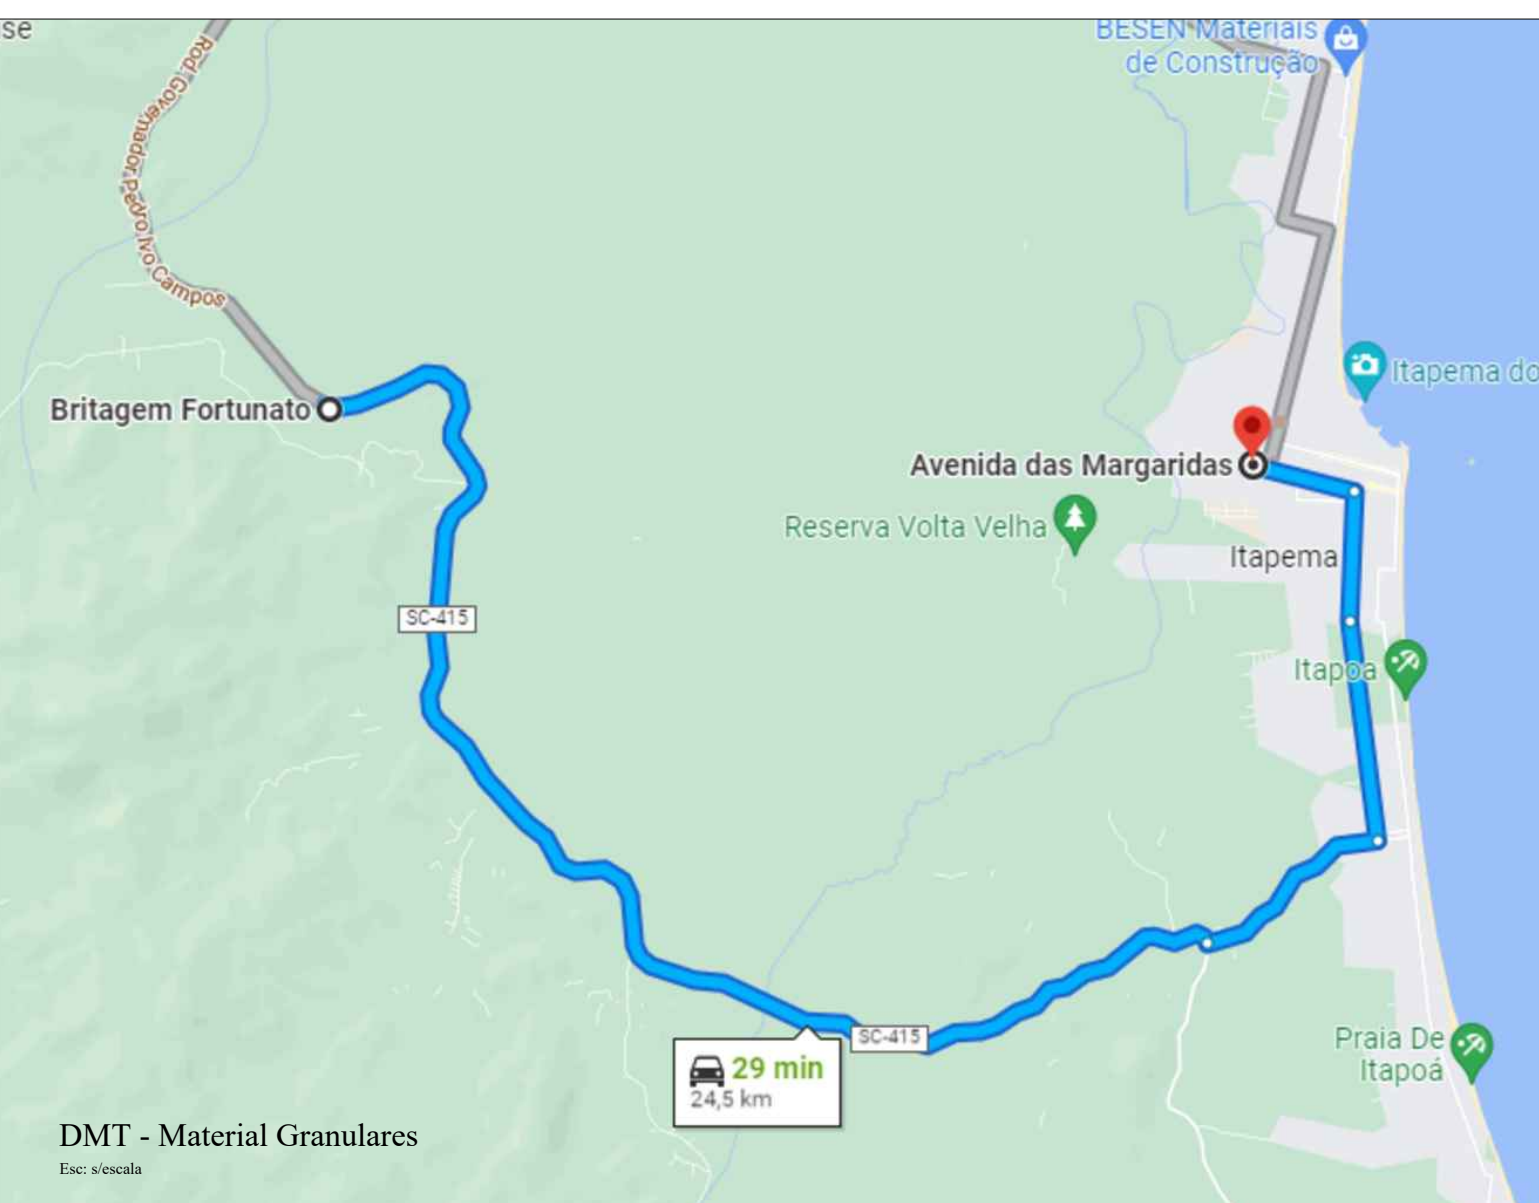 se
BESEN Materiais
de Construção
Rod. Governador Pedro Ivo Campos
Itapema do
Britagem Fortunato
Avenida das Margaridas
Reserva Volta Velha
Itapema
SC-415
Itapoa
SC-415
29 min
24,5 km
Praia De
Itapoá
DMT - Material Granulares
Esc: s/escala